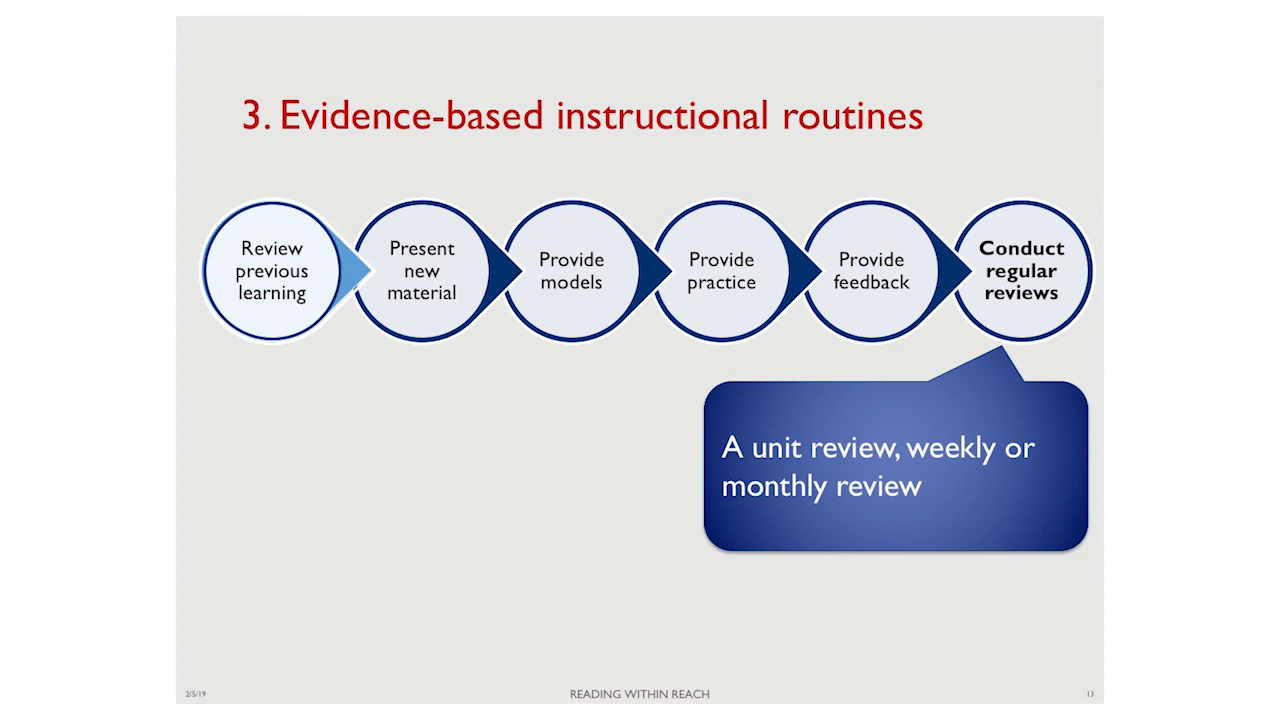 3. Evidence-based instructional routines
Review
previous
learning
Present
new
material
Provide
models
Provide
practice
Provide
feedback
Conduct
regular
reviews
A unit review, weekly or
monthly review
2/5/19
READING WITHIN REACH
13